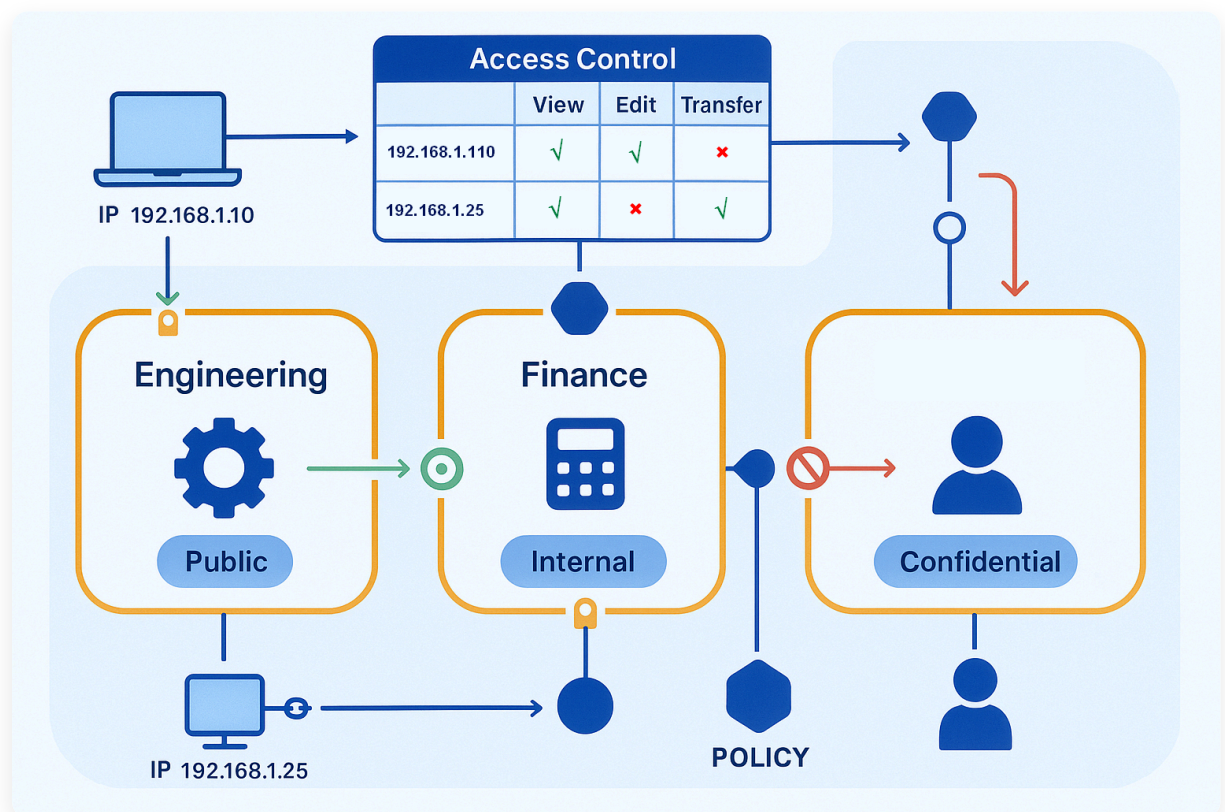 Access Control
View Edit Transfer
192.168.1.110 √ √ ×
192.168.1.25 √ × √
IP 192.168.1.10
Engineering
Finance
Public
Internal
Confidential
IP 192.168.1.25
POLICY